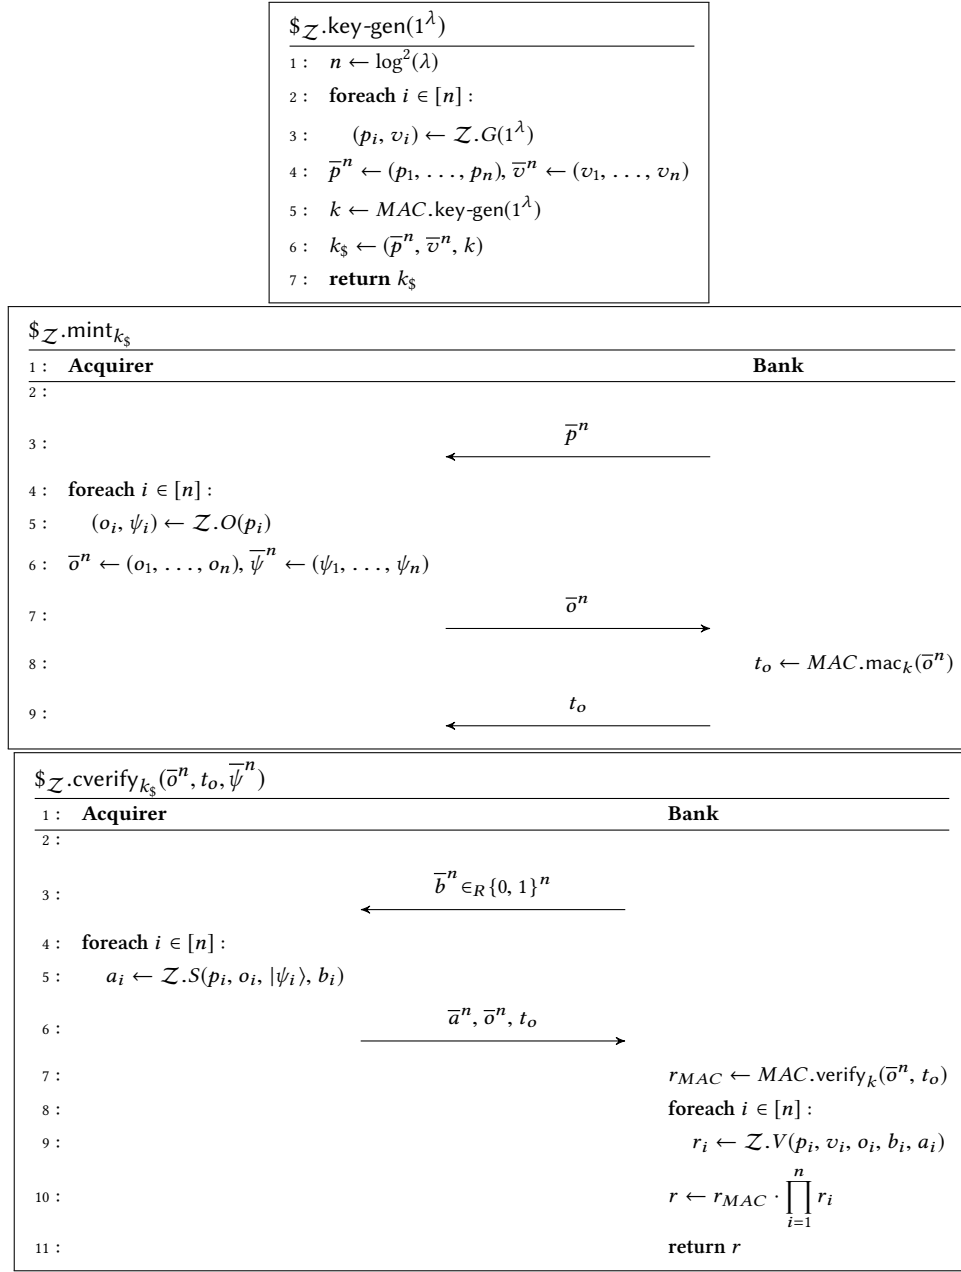 $𝒵.key-gen(1^λ)
1 : n ← log²(λ)
2 : foreach i ∈ [n] :
3 : (p_i, v_i) ← 𝒵.G(1^λ)
4 : p̅^n ← (p_1, . . . , p_n), v̅^n ← (v_1, . . . , v_n)
5 : k ← MAC.key-gen(1^λ)
6 : k_$ ← (p̅^n, v̅^n, k)
7 : return k_$
$𝒵.mint_{k_$}
1 : Acquirer Bank
2 :
3 : p̅^n
4 : foreach i ∈ [n] :
5 : (o_i, ψ_i) ← 𝒵.O(p_i)
6 : o̅^n ← (o_1, . . . , o_n), ψ̅^n ← (ψ_1, . . . , ψ_n)
7 : o̅^n
8 : t_o ← MAC.mac_k(o̅^n)
9 : t_o
$𝒵.cverify_{k_$}(o̅^n, t_o, ψ̅^n)
1 : Acquirer Bank
2 :
3 : b̅^n ∈_R {0, 1}^n
4 : foreach i ∈ [n] :
5 : a_i ← 𝒵.S(p_i, o_i, |ψ_i⟩, b_i)
6 : a̅^n, o̅^n, t_o
7 : r_MAC ← MAC.verify_k(o̅^n, t_o)
8 : foreach i ∈ [n] :
9 : r_i ← 𝒵.V(p_i, v_i, o_i, b_i, a_i)
10 : r ← r_MAC · ∏_{i=1}^n r_i
11 : return r